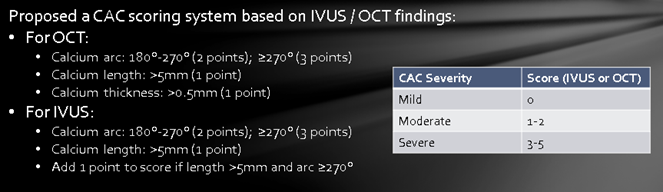 Proposed a CAC scoring system based on IVUS / OCT findings:
• For OCT:
• Calcium arc: 180°-270° (2 points); ≥270° (3 points)
• Calcium length: >5mm (1 point)
• Calcium thickness: >0.5mm (1 point)
• For IVUS:
• Calcium arc: 180°-270° (2 points); ≥270° (3 points)
• Calcium length: >5mm (1 point)
• Add 1 point to score if length >5mm and arc ≥270°
CAC Severity Score (IVUS or OCT)
Mild 0
Moderate 1-2
Severe 3-5